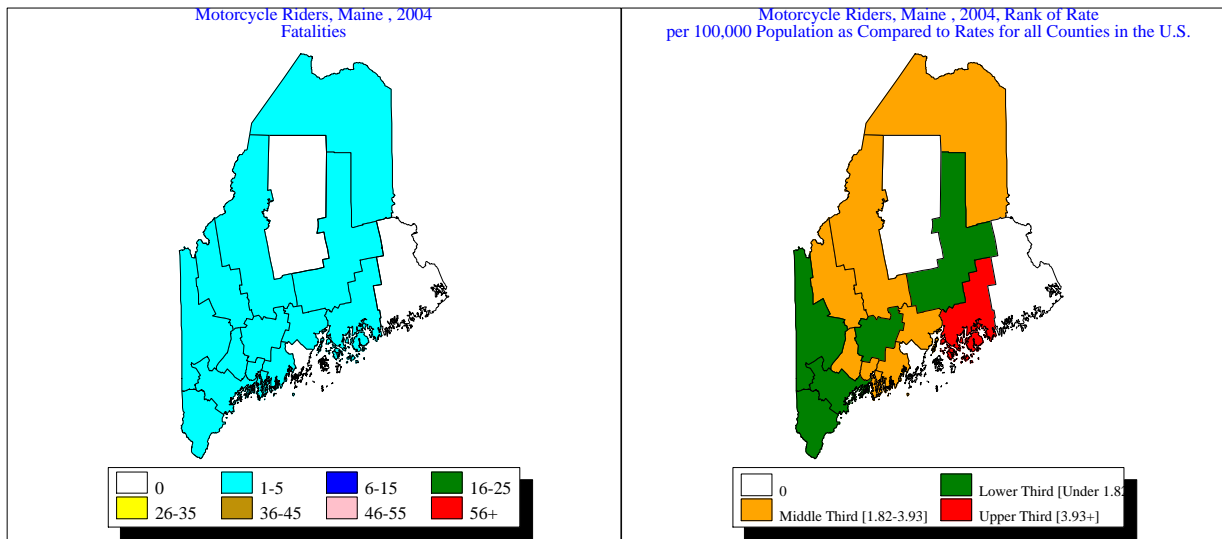 Motorcycle Riders, Maine , 2004
Fatalities
0
1-5
6-15
16-25
26-35
36-45
46-55
56+
Motorcycle Riders, Maine , 2004, Rank of Rate
per 100,000 Population as Compared to Rates for all Counties in the U.S.
0
Lower Third [Under 1.82
Middle Third [1.82-3.93]
Upper Third [3.93+]